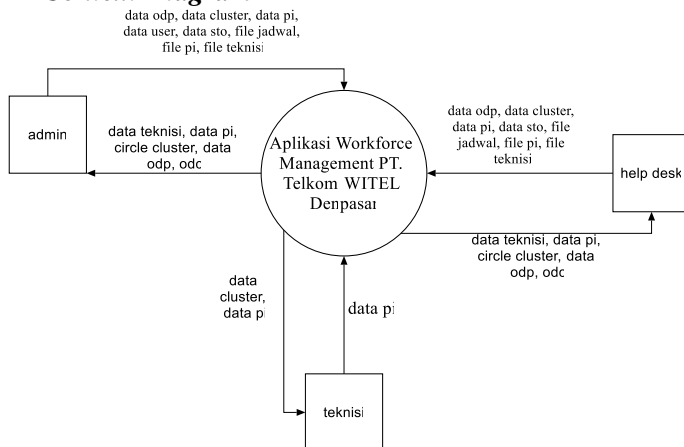 data odp, data cluster, data pi,
data user, data sto, file jadwal,
file pi, file teknisi
admin
data teknisi, data pi,
circle cluster, data
odp, odc
Aplikasi Workforce
Management PT.
Telkom WITEL
Denpasar
data odp, data cluster,
data pi, data sto, file
jadwal, file pi, file
teknisi
help desk
data teknisi, data pi,
circle cluster, data
odp, odc
data
cluster,
data pi
data pi
teknisi